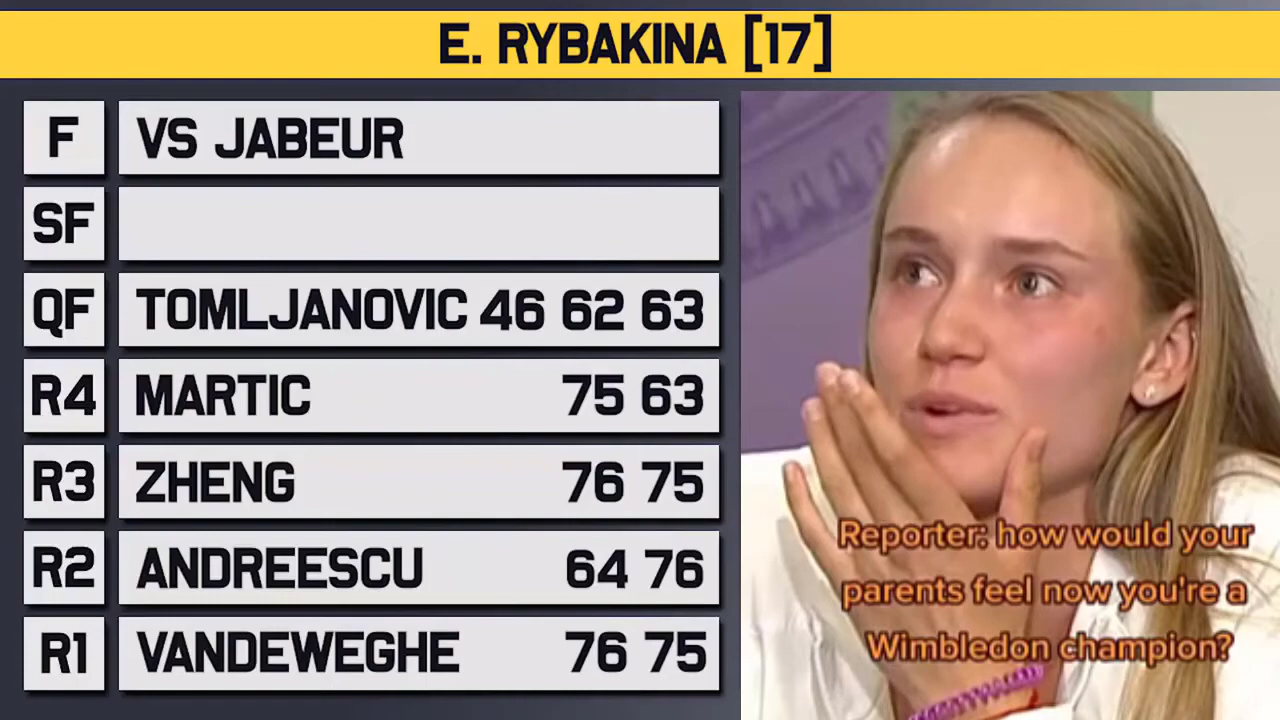 E. RYBAKINA [17]
F VS JABEUR
SF
QF TOMLJANOVIC 46 62 63
R4 MARTIC 75 63
R3 ZHENG 76 75
R2 ANDREESCU 64 76
R1 VANDEWEGHE 76 75
Reporter: how would your
parents feel now you're a
Wimbledon champion?